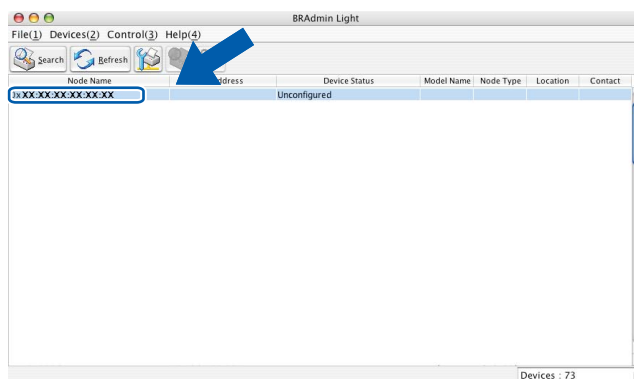 BRAdmin Light
File(1) Devices(2) Control(3) Help(4)
Search Refresh
Node Name ddress Device Status Model Name Node Type Location Contact
XX:XX:XX:XX:XX:XX Unconfigured
Devices : 73